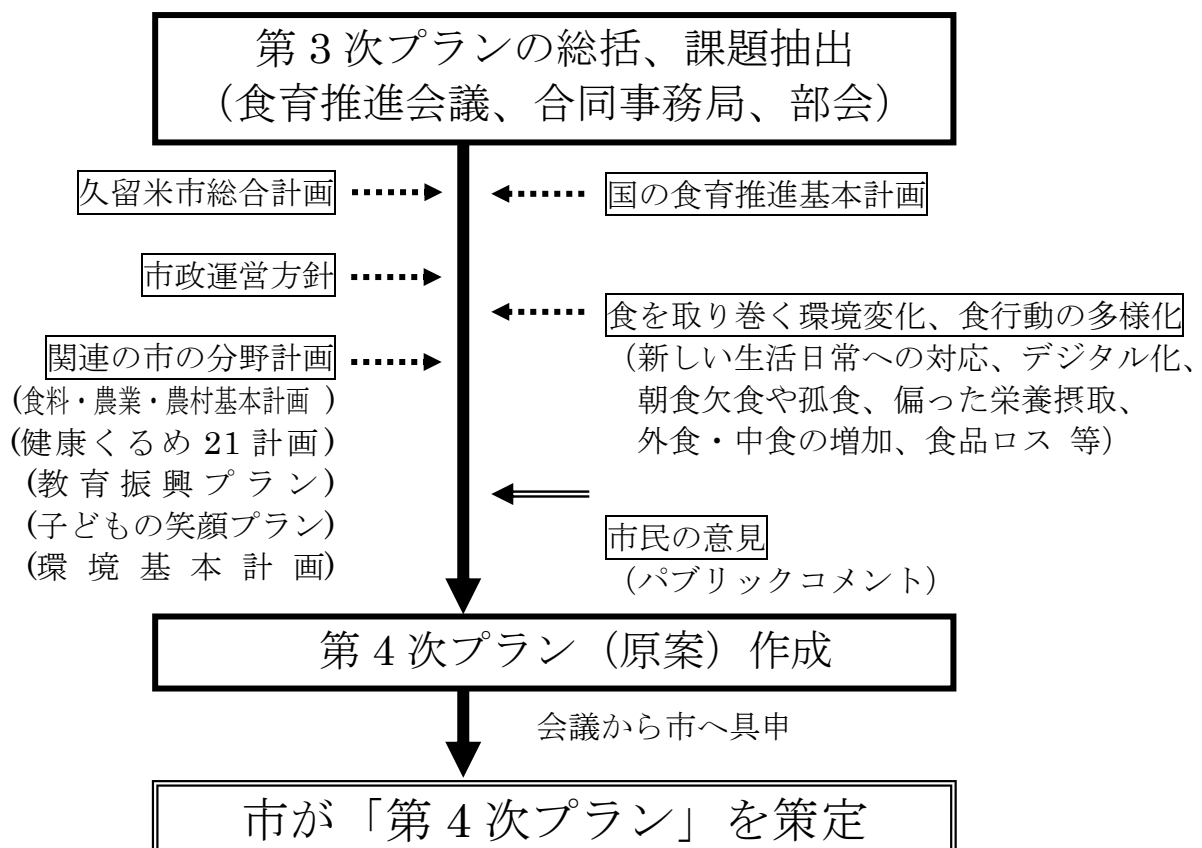 第3次プランの総括、課題抽出
（食育推進会議、合同事務局、部会）
久留米市総合計画
国の食育推進基本計画
市政運営方針
食を取り巻く環境変化、食行動の多様化
（新しい生活日常への対応、デジタル化、
朝食欠食や孤食、偏った栄養摂取、
外食・中食の増加、食品ロス 等）
関連の市の分野計画
(食料・農業・農村基本計画 )
(健康くるめ 21 計画)
(教 育 振 興 プ ラ ン)
(子どもの笑顔プラン)
(環 境 基 本 計 画)
市民の意見
（パブリックコメント）
第4次プラン（原案）作成
会議から市へ具申
市が「第4次プラン」を策定